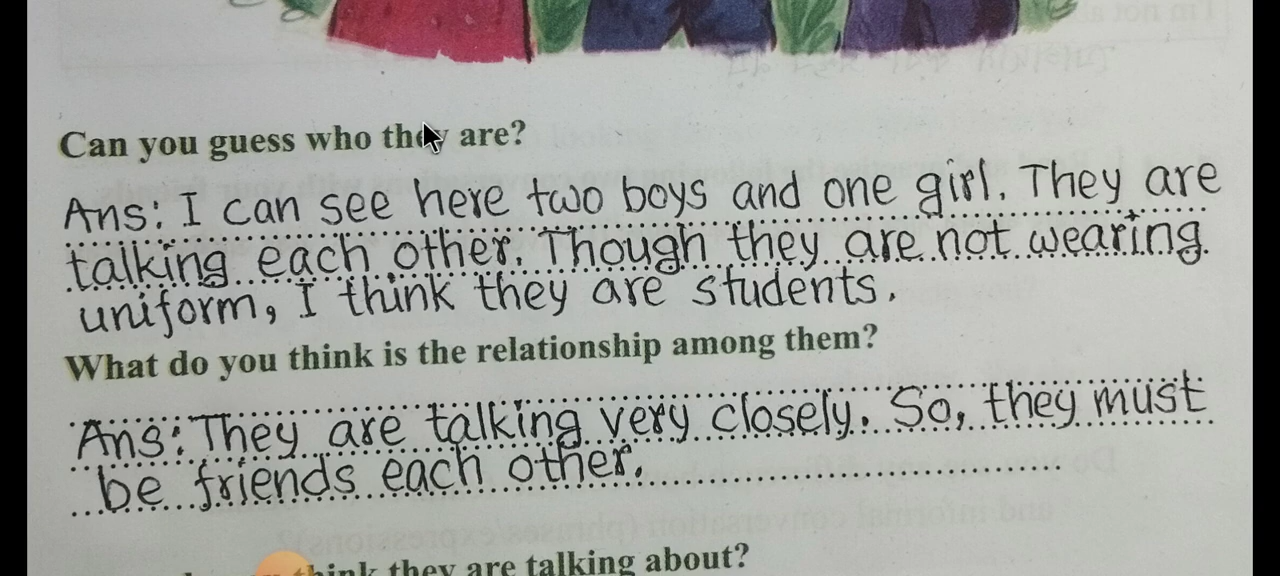 Can you guess who they are?
Ans: I can see here two boys and one girl. They are
talking each other. Though they are not wearing
uniform, I think they are students.
What do you think is the relationship among them?
Ans: They are talking very closely. So, they must
be friends each other.
think they are talking about?